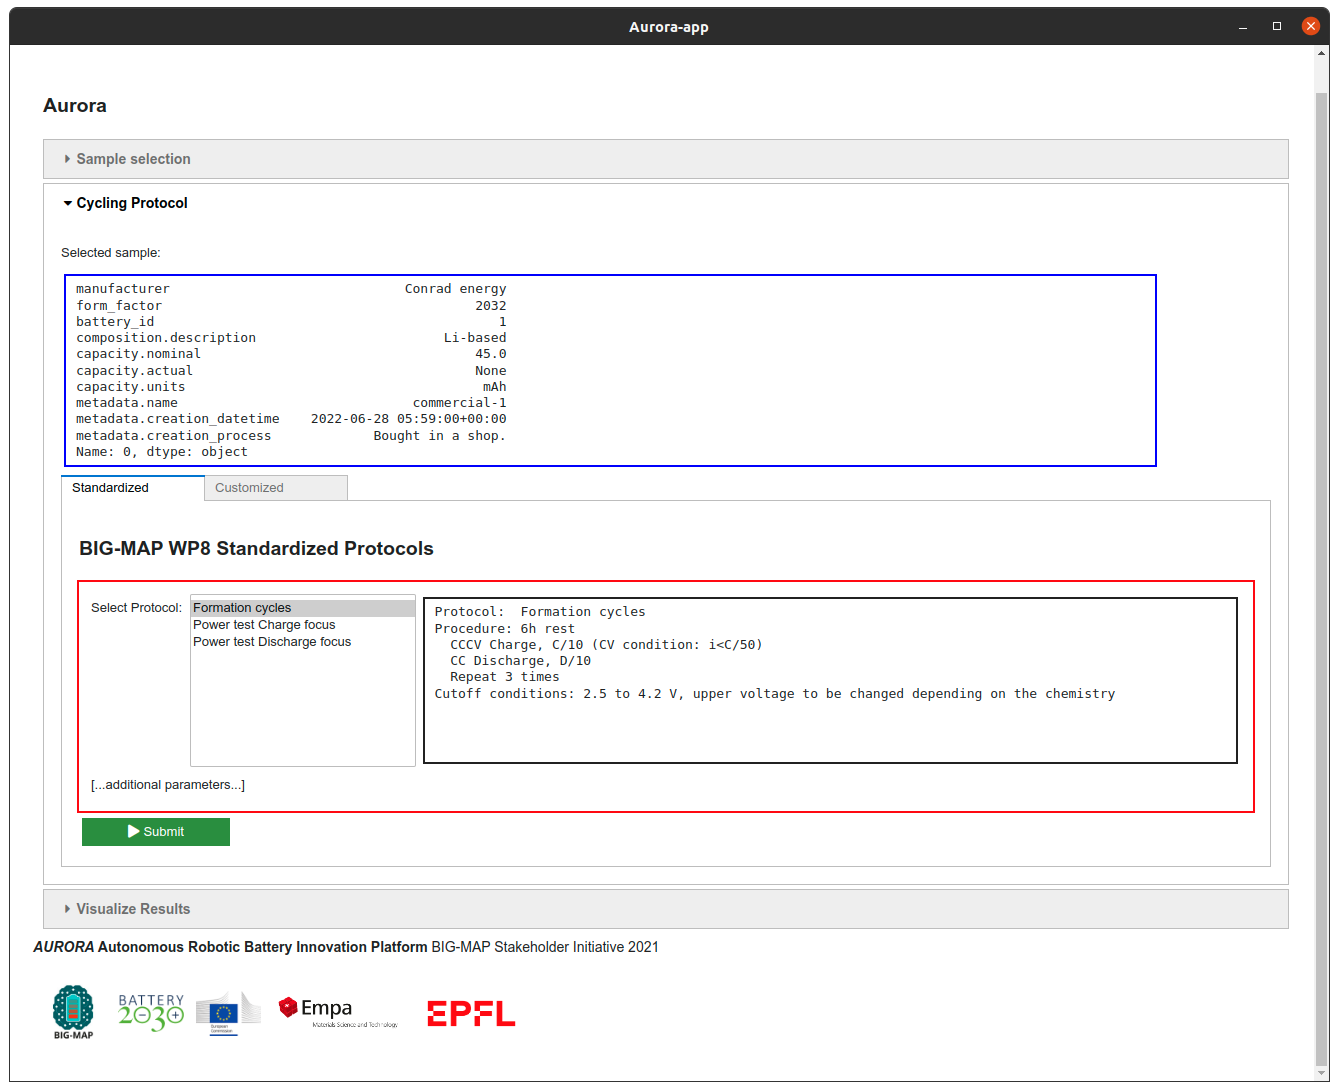 Aurora-app
Aurora
Sample selection
Cycling Protocol
Selected sample:
manufacturer Conrad energy
form_factor 2032
battery_id 1
composition.description Li-based
capacity.nominal 45.0
capacity.actual None
capacity.units mAh
metadata.name commercial-1
metadata.creation_datetime 2022-06-28 05:59:00+00:00
metadata.creation_process Bought in a shop.
Name: 0, dtype: object
Standardized Customized
BIG-MAP WP8 Standardized Protocols
Select Protocol:
Formation cycles
Power test Charge focus
Power test Discharge focus
Protocol:  Formation cycles
Procedure: 6h rest
CCCV Charge, C/10 (CV condition: i<C/50)
CC Discharge, D/10
Repeat 3 times
Cutoff conditions: 2.5 to 4.2 V, upper voltage to be changed depending on the chemistry
[...additional parameters...]
Submit
Visualize Results
AURORA Autonomous Robotic Battery Innovation Platform BIG-MAP Stakeholder Initiative 2021
BIG-MAP
BATTERY
2030+
European
Commission
Empa
Materials Science and Technology
EPFL